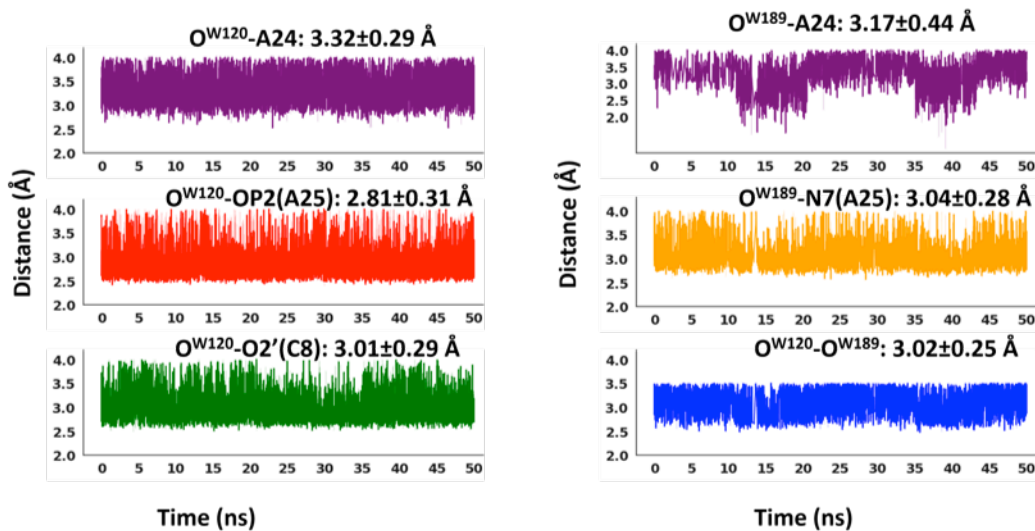 O^W120-A24: 3.32±0.29 Å
4.0
3.5
3.0
2.5
2.0
0 5 10 15 20 25 30 35 40 45 50
O^W120-OP2(A25): 2.81±0.31 Å
4.0
3.5
3.0
2.5
2.0
0 5 10 15 20 25 30 35 40 45 50
O^W120-O2’(C8): 3.01±0.29 Å
4.0
3.5
3.0
2.5
2.0
0 5 10 15 20 25 30 35 40 45 50
Distance (Å)
Time (ns)
O^W189-A24: 3.17±0.44 Å
4.0
3.5
3.0
2.5
2.0
0 5 10 15 20 25 30 35 40 45 50
O^W189-N7(A25): 3.04±0.28 Å
4.0
3.5
3.0
2.5
2.0
0 5 10 15 20 25 30 35 40 45 50
O^W120-O^W189: 3.02±0.25 Å
4.0
3.5
3.0
2.5
2.0
0 5 10 15 20 25 30 35 40 45 50
Distance (Å)
Time (ns)